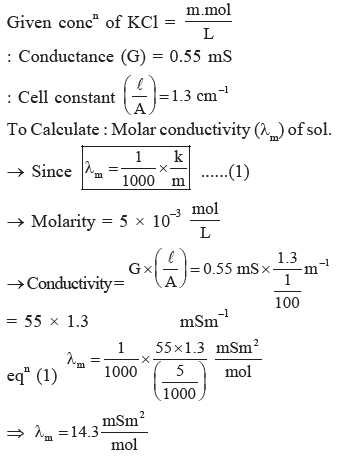 Given concⁿ of KCl = m.mol / L
: Conductance (G) = 0.55 mS
: Cell constant (ℓ/A) = 1.3 cm⁻¹
To Calculate : Molar conductivity (λₘ) of sol.
→ Since λₘ = 1/1000 × k/m ......(1)
→ Molarity = 5 × 10⁻³ mol/L
→ Conductivity = G × (ℓ/A) = 0.55 mS × 1.3/(1/100) m⁻¹
= 55 × 1.3 mSm⁻¹
eqⁿ (1) λₘ = 1/1000 × 55×1.3/(5/1000) mSm²/mol
⇒ λₘ = 14.3 mSm²/mol